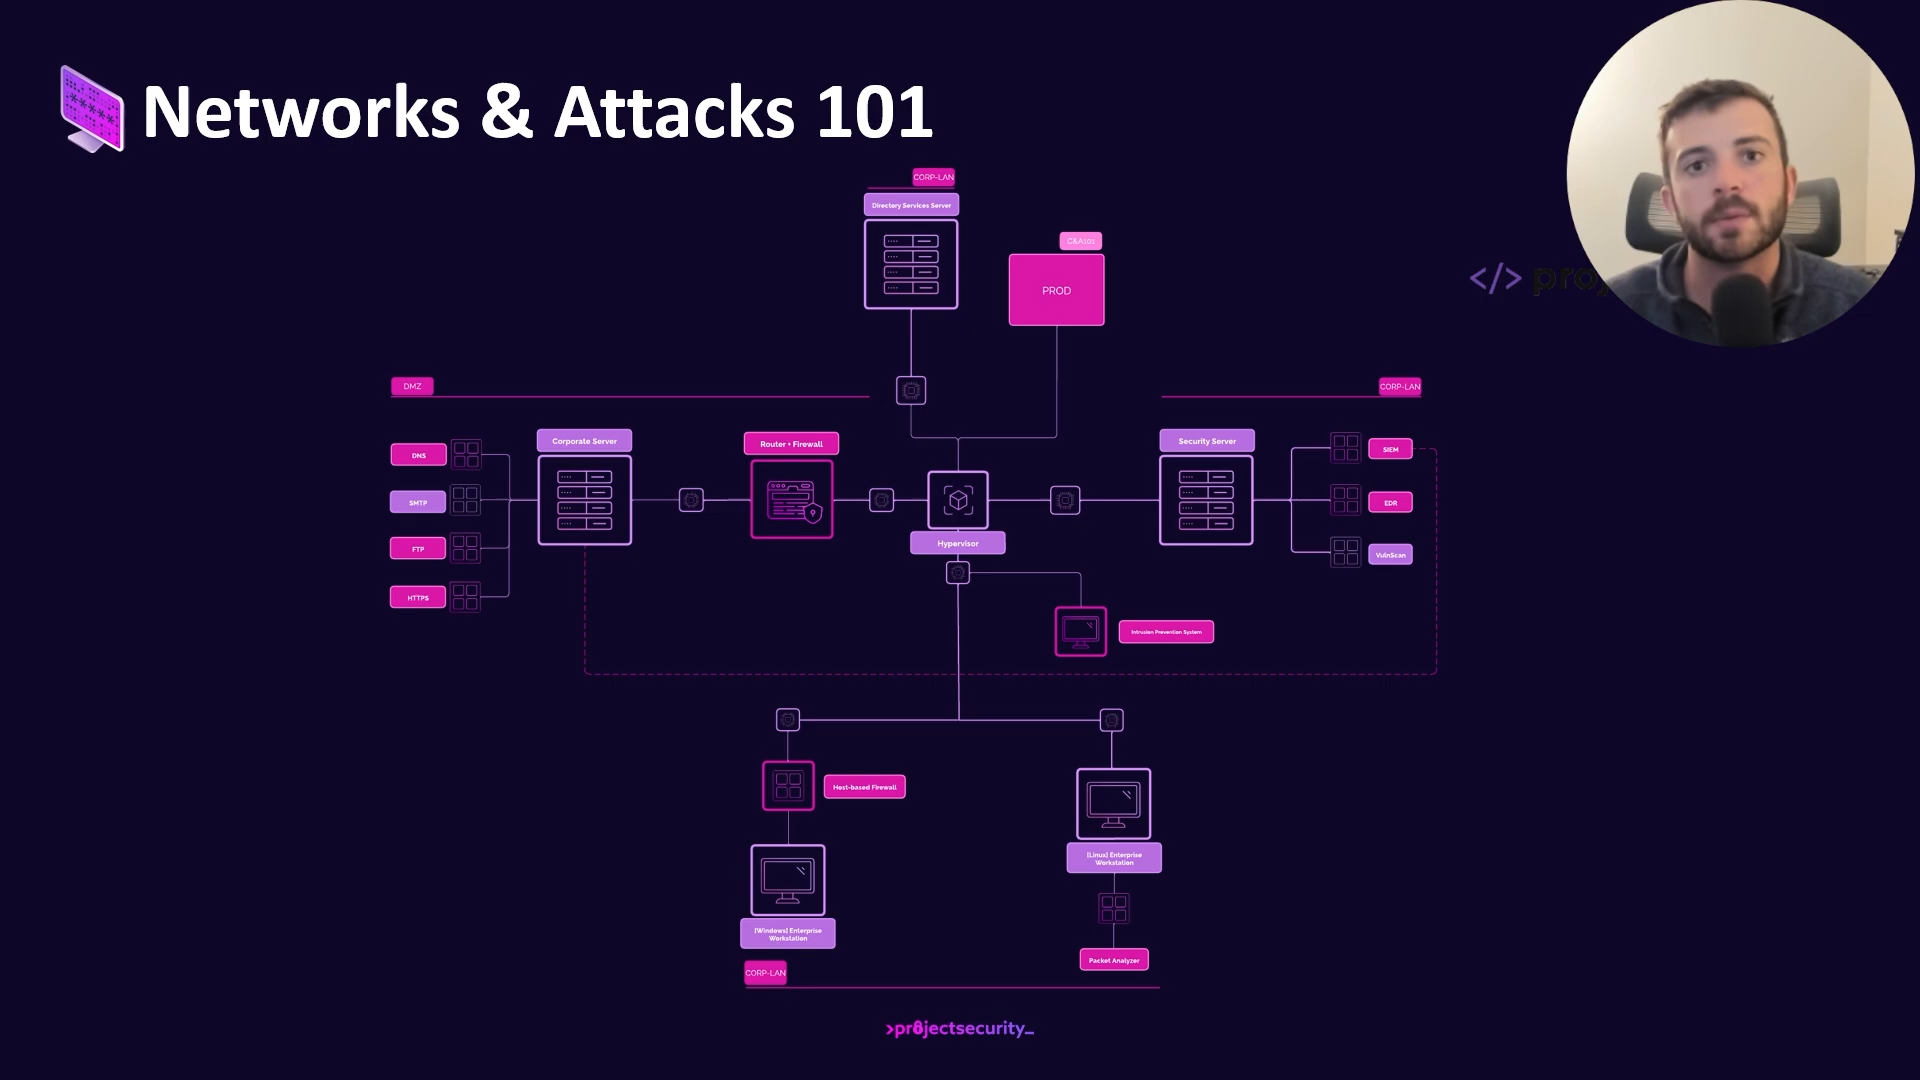 Networks & Attacks 101
CORP-LAN
Directory Services Server
C&A101
PROD
</> proj
DMZ
CORP-LAN
Corporate Server
Router + Firewall
Security Server
DNS
SMTP
FTP
HTTPS
SIEM
EDR
VulnScan
Hypervisor
Intrusion Prevention System
Host-based Firewall
[Linux] Enterprise
Workstation
[Windows] Enterprise
Workstation
Packet Analyzer
CORP-LAN
>pr0jectsecurity_